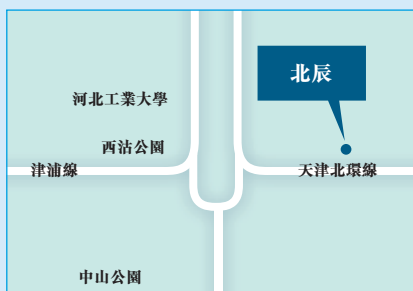 北辰
河北工業大學
西沽公園
津浦線
天津北環線
中山公園